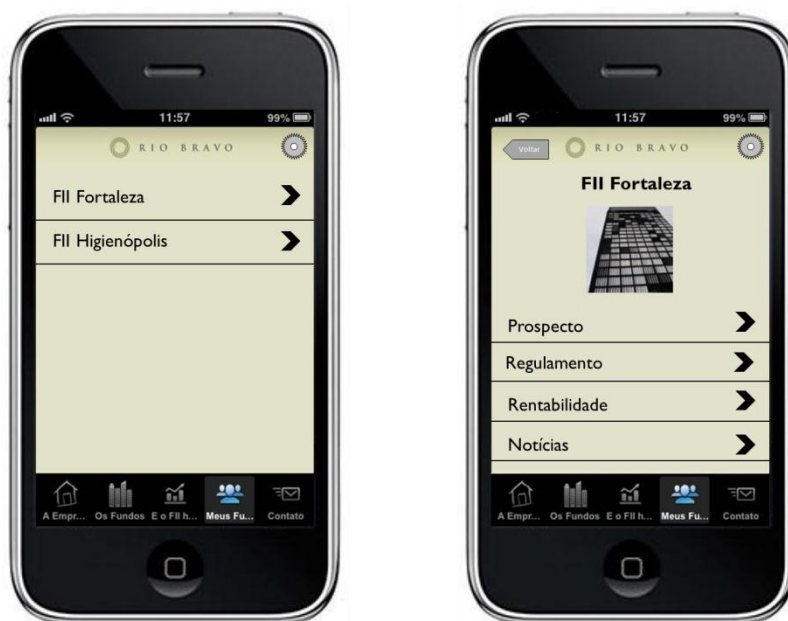 11:57
99%
RIO BRAVO
FII Fortaleza
FII Higienópolis
A Empr... Os Fundos E o FII h... Meus Fu... Contato
11:57
99%
Voltar
RIO BRAVO
FII Fortaleza
Prospecto
Regulamento
Rentabilidade
Notícias
A Empr... Os Fundos E o FII h... Meus Fu... Contato